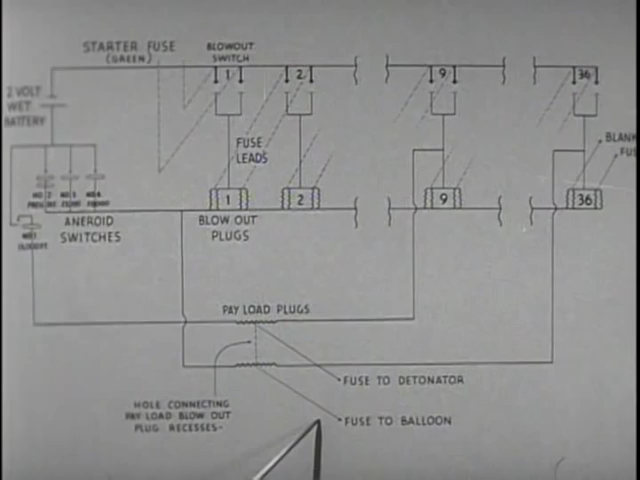 STARTER FUSE
(GREEN)
BLOWOUT
SWITCH
1
2
9
36
2 VOLT
WET
BATTERY
FUSE
LEADS
BLANK
FUS
NO. 2
1
2
9
36
ANEROID
SWITCHES
BLOW OUT
PLUGS
PAY LOAD PLUGS
FUSE TO DETONATOR
HOLE CONNECTING
PAY LOAD BLOW OUT
PLUG RECESSES-
FUSE TO BALLOON